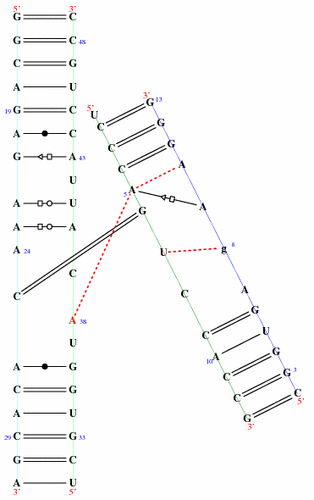 5' 3'
G C
G C 48
C G
A U
3'
G 13
5'
19 G C U
G
A C C
G
G 43 A C
A
C
U
5 A
A U A
G
A A
g 8
A 24 U
C
A
C C
G
A 38
U
C
U
G
A G 10 A
G 3
C G C
C
5'
A U C
G
29 C G 35 3'
G C
A U
3' 5'